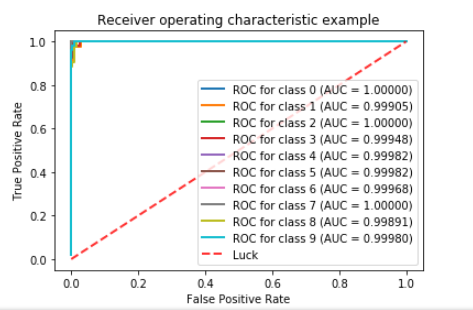 Receiver operating characteristic example
1.0
0.8
0.6
0.4
0.2
0.0
True Positive Rate
ROC for class 0 (AUC = 1.00000)
ROC for class 1 (AUC = 0.99905)
ROC for class 2 (AUC = 1.00000)
ROC for class 3 (AUC = 0.99948)
ROC for class 4 (AUC = 0.99982)
ROC for class 5 (AUC = 0.99982)
ROC for class 6 (AUC = 0.99968)
ROC for class 7 (AUC = 1.00000)
ROC for class 8 (AUC = 0.99891)
ROC for class 9 (AUC = 0.99980)
Luck
0.0 0.2 0.4 0.6 0.8 1.0
False Positive Rate